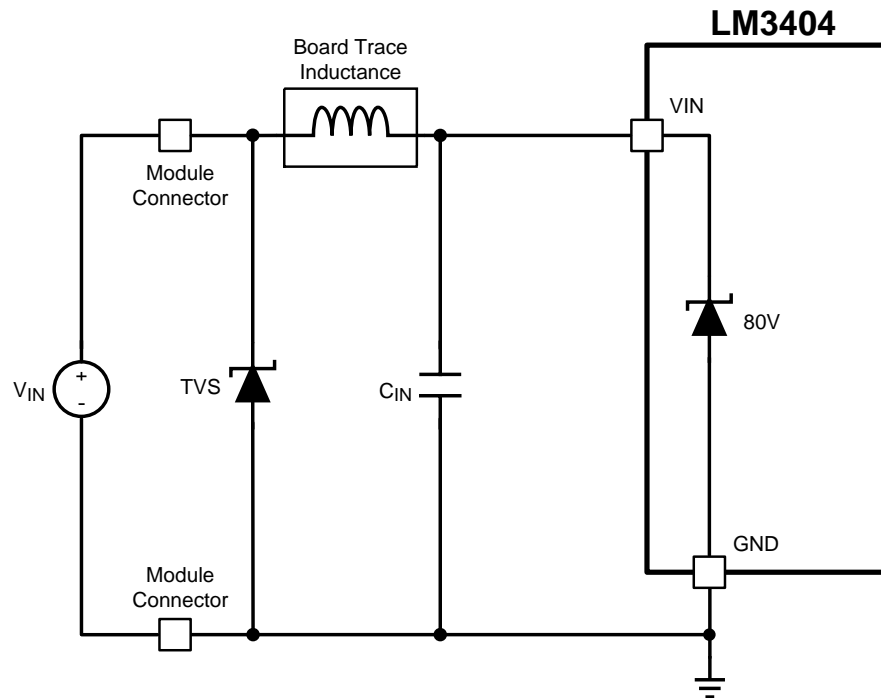 LM3404
Board Trace
Inductance
VIN
Module
Connector
80V
TVS
CIN
VIN
+
-
GND
Module
Connector